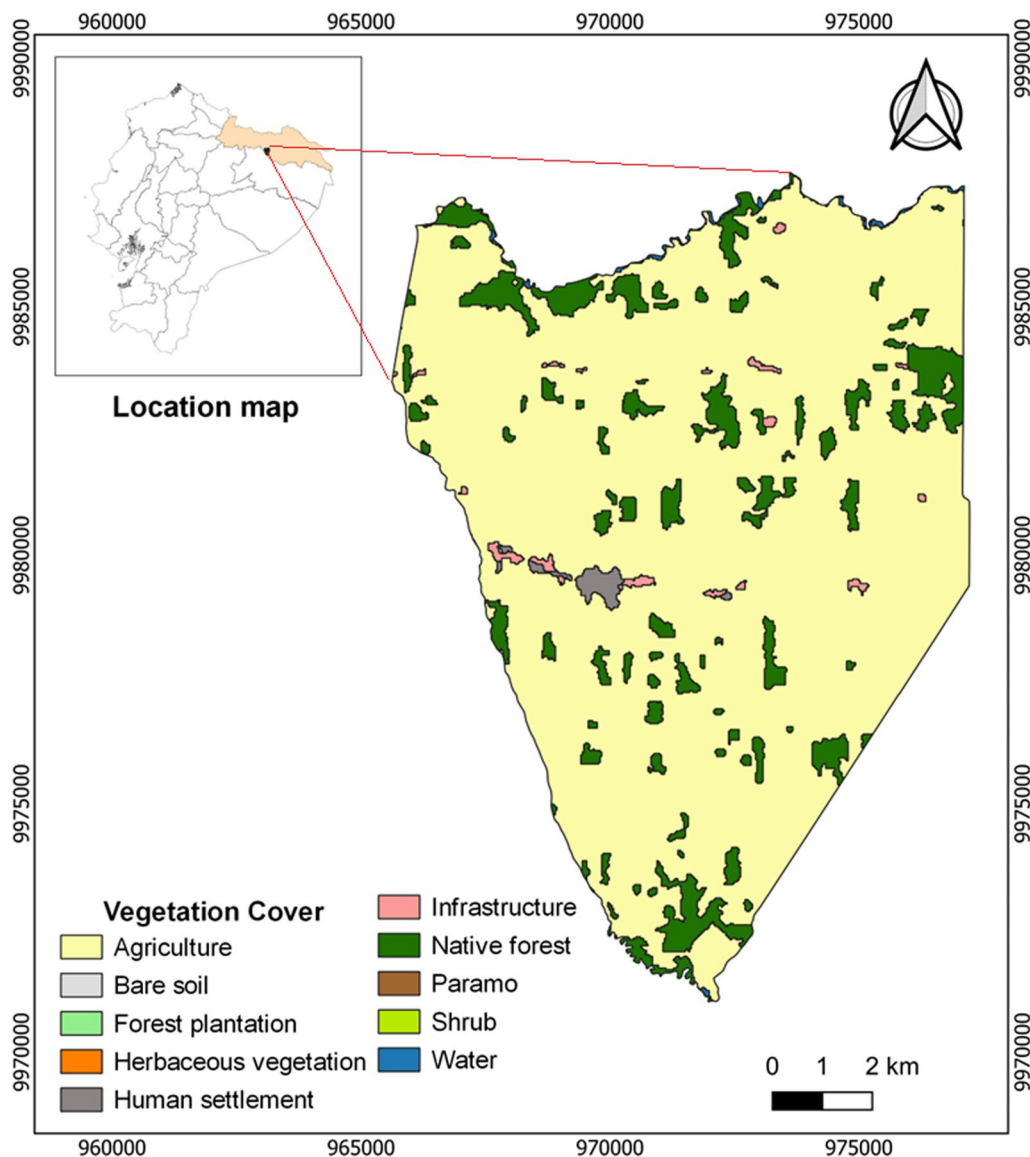 960000 965000 970000 975000
9990000
9990000
9985000
9985000
Location map
9980000
9980000
9975000
9975000
Vegetation Cover
Agriculture
Bare soil
Forest plantation
Herbaceous vegetation
Human settlement
Infrastructure
Native forest
Paramo
Shrub
Water
9970000
9970000
0 1 2 km
960000 965000 970000 975000